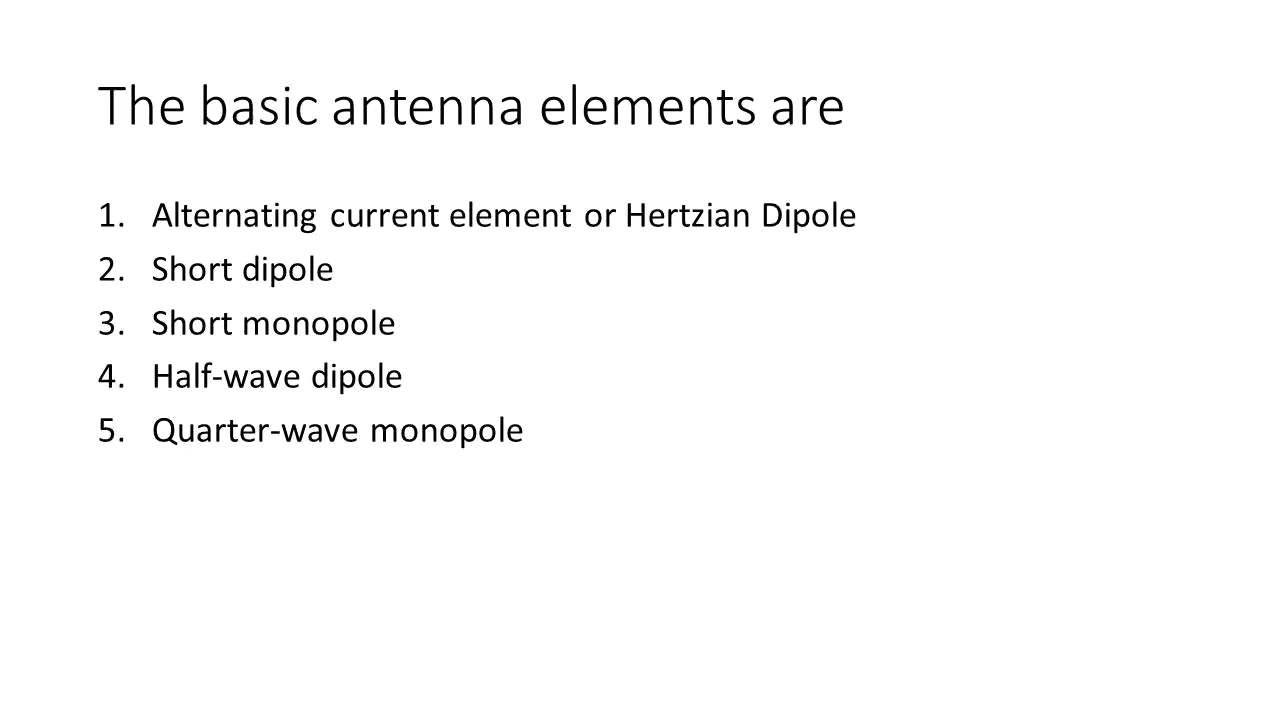 The basic antenna elements are
1. Alternating current element or Hertzian Dipole
2. Short dipole
3. Short monopole
4. Half-wave dipole
5. Quarter-wave monopole